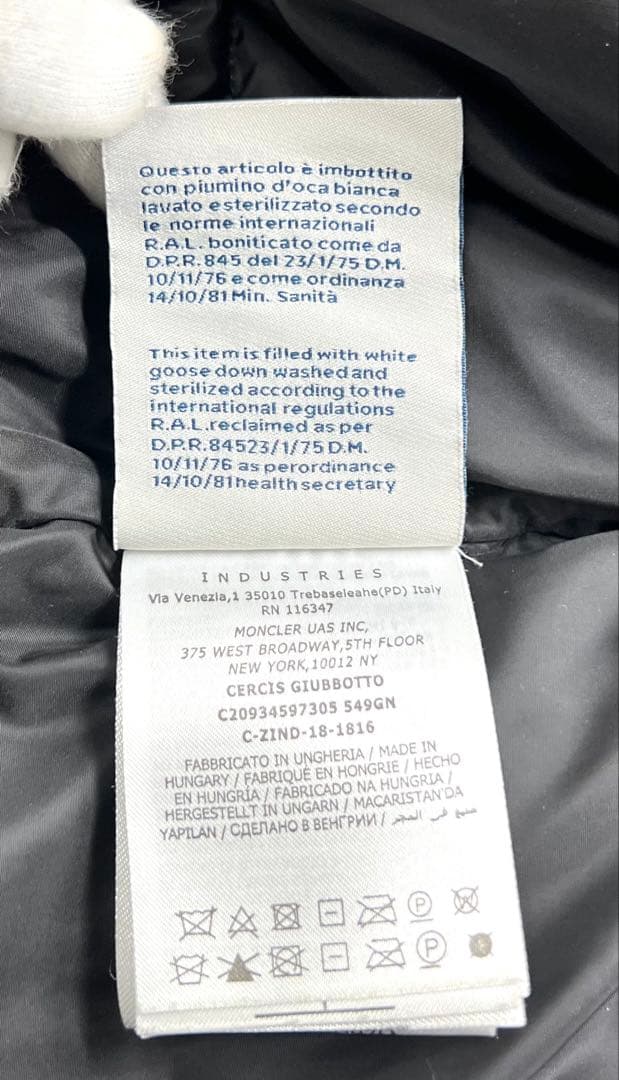 Questo articolo è imbottito
con piumino d'oca bianca
lavato e sterilizzato secondo
le norme internazionali
R.A.L. boniticato come da
D.P.R. 845 del 23/1/75 D.M.
10/11/76 e come ordinanza
14/10/81 Min. Sanità
This item is filled with white
goose down washed and
sterilized according to the
international regulations
R.A.L.reclaimed as per
D.P.R.84523/1/75 D.M.
10/11/76 as perordinance
14/10/81health secretary
INDUSTRIES
Via Venezia,1 35010 Trebaseleahe(PD) Italy
RN 116347
MONCLER UAS INC,
375 WEST BROADWAY,5TH FLOOR
NEW YORK,10012 NY
CERCIS GIUBBOTTO
C20934597305 549GN
C-ZIND-18-1816
FABBRICATO IN UNGHERIA / MADE IN
HUNGARY / FABRIQUÉ EN HONGRIE / HECHO
EN HUNGRÍA / FABRICADO NA HUNGRIA /
HERGESTELLT IN UNGARN / MACARISTAN'DA
YAPILAN / СДЕЛАНО В ВЕНГРИИ / صنع في المجر
P W
P